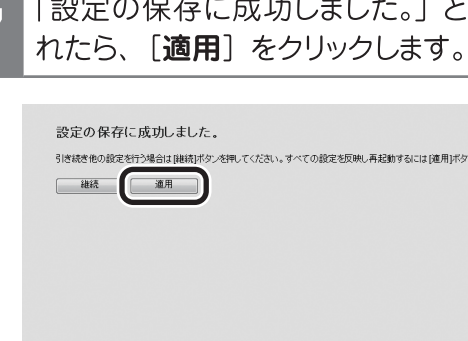 「設定の保存に成功しました。」と
れたら、［適用］をクリックします。
設定の保存に成功しました。
引き続き他の設定を行う場合は[継続]ボタンを押してください。すべての設定を反映し再起動するには[適用]ボタ
継続 適用